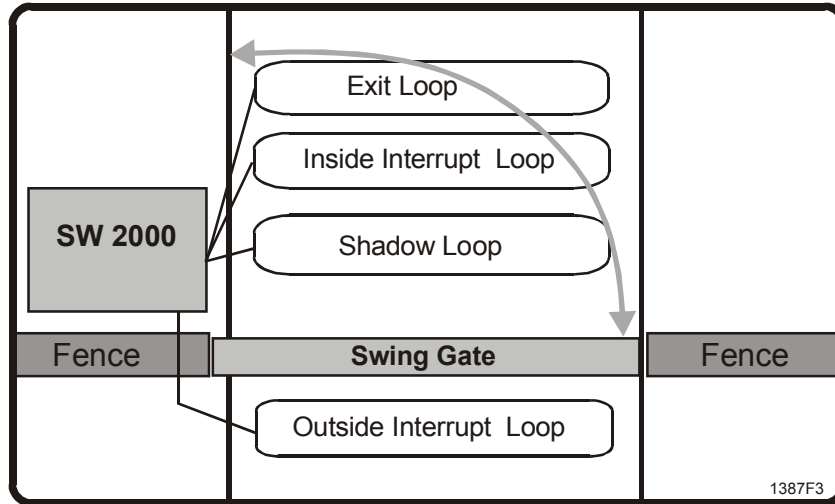 Exit Loop
Inside Interrupt Loop
SW 2000
Shadow Loop
Fence
Swing Gate
Fence
Outside Interrupt Loop
1387F3